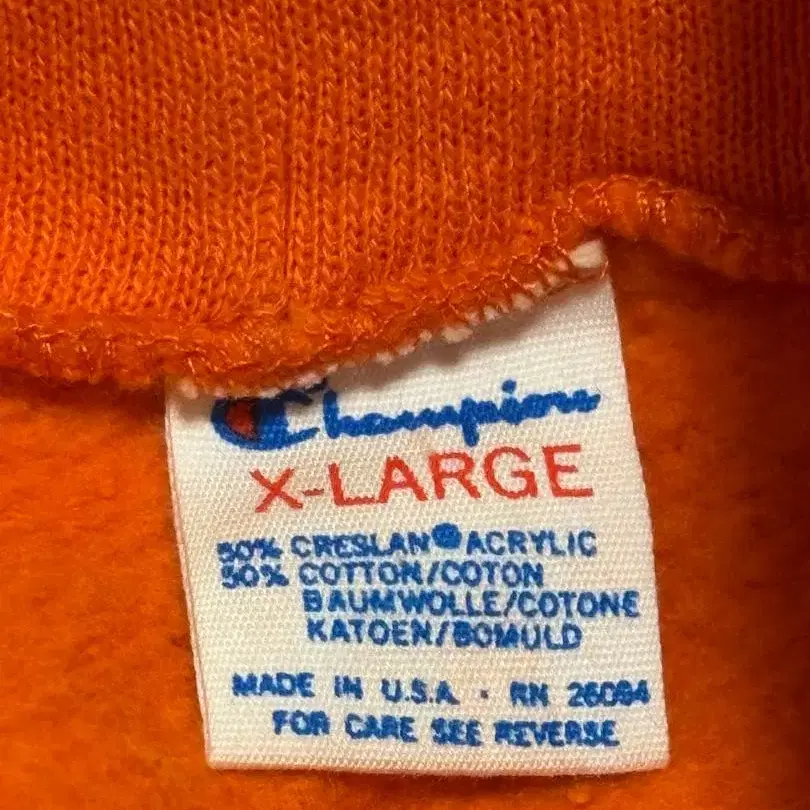 Champion
X-LARGE
50% CRESLAN® ACRYLIC
50% COTTON/COTON
BAUMWOLLE/COTONE
KATOEN/BOMULD
MADE IN U.S.A. · RN 26094
FOR CARE SEE REVERSE